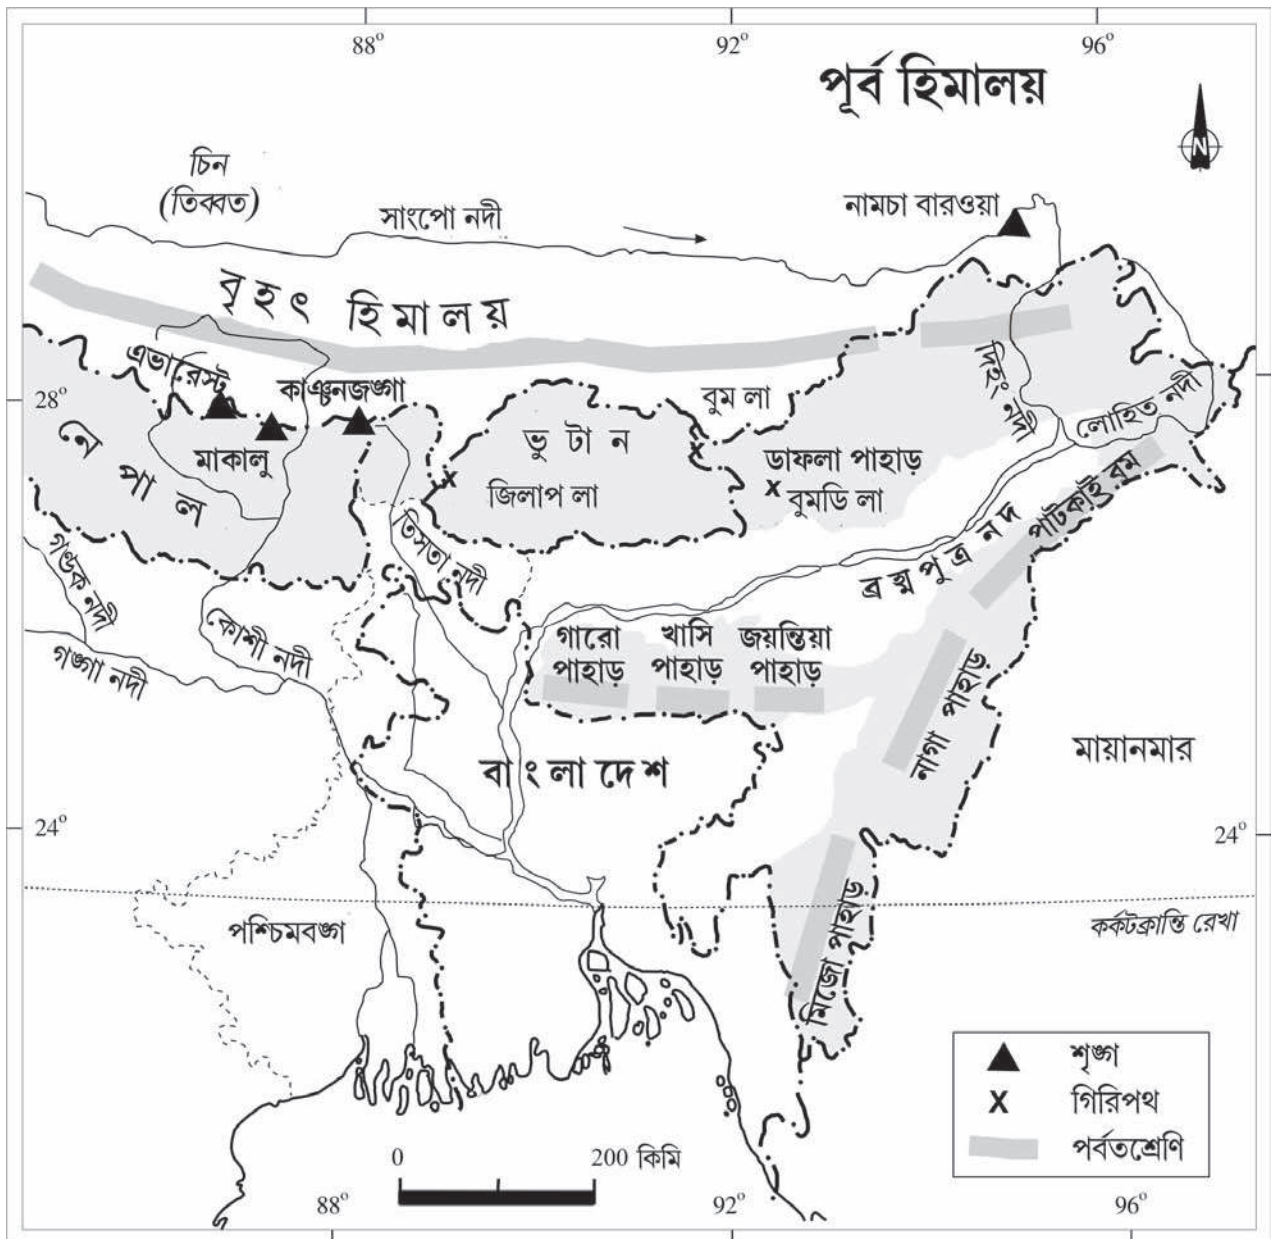 88°
92°
96°
পূর্ব হিমালয়
N
চিন
(তিব্বত)
সাংপো নদী
নামচা বারওয়া
বৃহৎ হিমালয়
এভারেস্ট
কাঞ্চনজঙ্গা
28°
বুম লা
দিহং নদী
লোহিত নদী
নেপাল
মাকালু
ভুটান
জিলাপ লা
ডাফলা পাহাড়
বুমডি লা
পাটকাই বুম
তিসতা নদী
ব্রহ্মপুত্র নদ
গণ্ডক নদী
কোশী নদী
গঙ্গা নদী
গারো
পাহাড়
খাসি
পাহাড়
জয়ন্তিয়া
পাহাড়
নাগা পাহাড়
মায়ানমার
বাংলাদেশ
24°
24°
পশ্চিমবঙ্গ
কর্কটক্রান্তি রেখা
মিজো পাহাড়
শৃঙ্গ
X গিরিপথ
পর্বতশ্রেণি
0
200 কিমি
88°
92°
96°